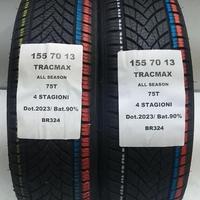 155 70 13
TRACMAX
ALL SEASON
75T
4 STAGIONI
Dot.2023/ Bat.90%
BR324
155 70 13
TRACMAX
ALL SEASON
75T
4 STAGIONI
Dot.2023/ Bat.90%
BR324